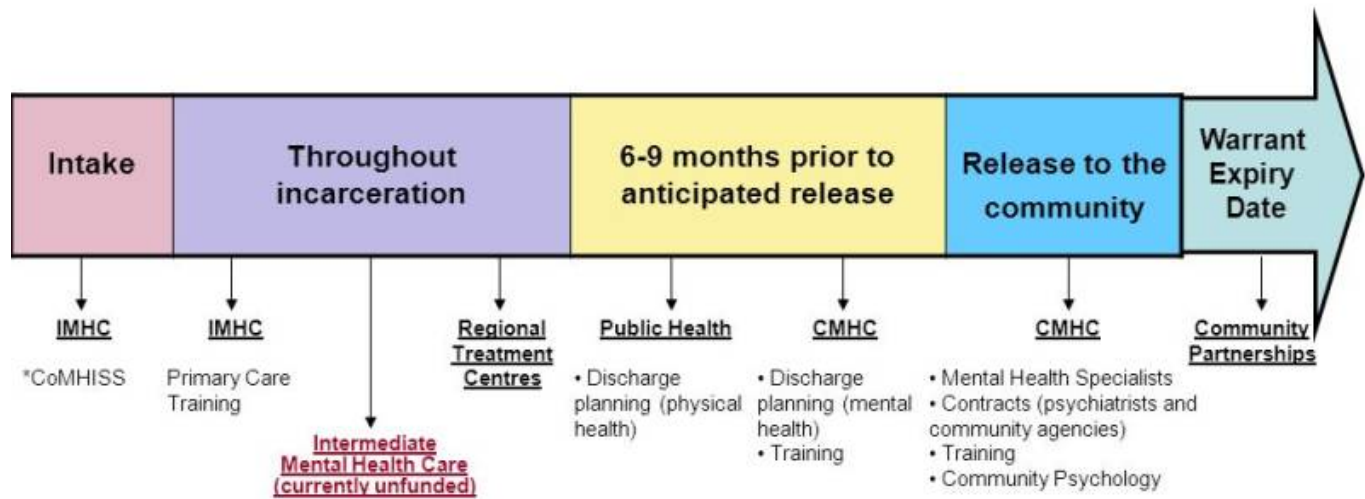 Intake
Throughout
incarceration
6-9 months prior to
anticipated release
Release to the
community
Warrant
Expiry
Date
IMHC
*CoMHISS
IMHC
Primary Care
Training
Intermediate
Mental Health Care
(currently unfunded)
Regional
Treatment
Centres
Public Health
• Discharge
planning (physical
health)
CMHC
• Discharge
planning (mental
health)
• Training
CMHC
• Mental Health Specialists
• Contracts (psychiatrists and
community agencies)
• Training
• Community Psychology
Community
Partnerships